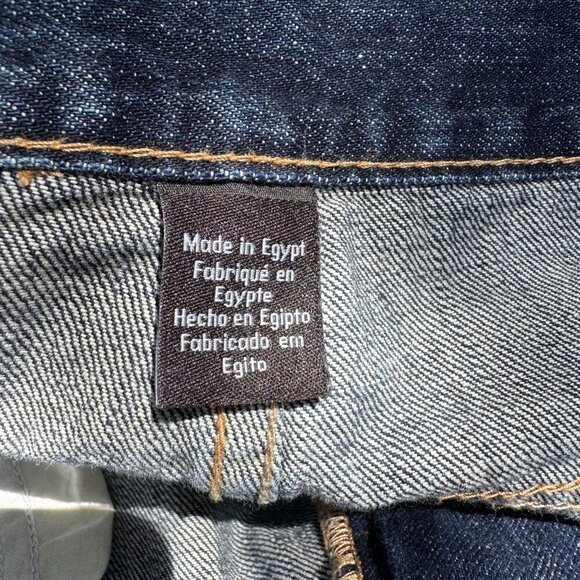 Made in Egypt
Fabriqué en
Egypte
Hecho en Egipto
Fabricado em
Egito